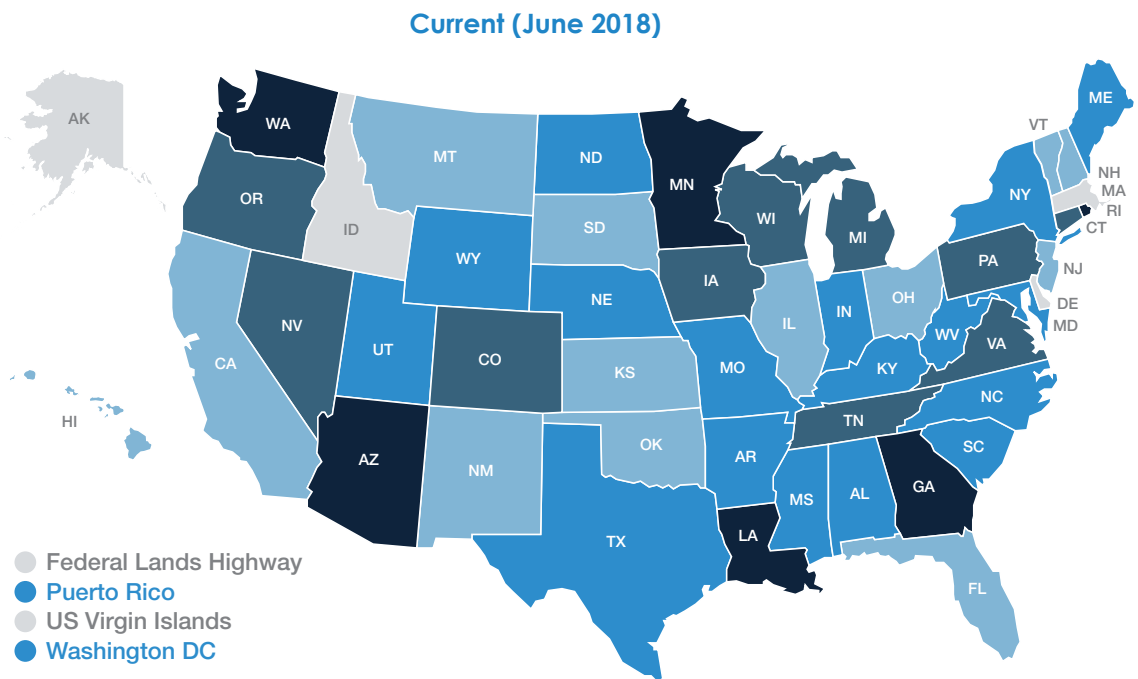 Current (June 2018)
ME
AK
WA
VT
MT
ND
NH
MN
MA
OR
NY
RI
WI
SD
CT
ID
MI
WY
PA
NJ
IA
NE
OH
DE
IN
NV
IL
MD
WV
UT
VA
CO
CA
MO
KY
KS
NC
HI
TN
OK
SC
AZ
AR
NM
GA
MS
AL
LA
TX
FL
Federal Lands Highway
Puerto Rico
US Virgin Islands
Washington DC